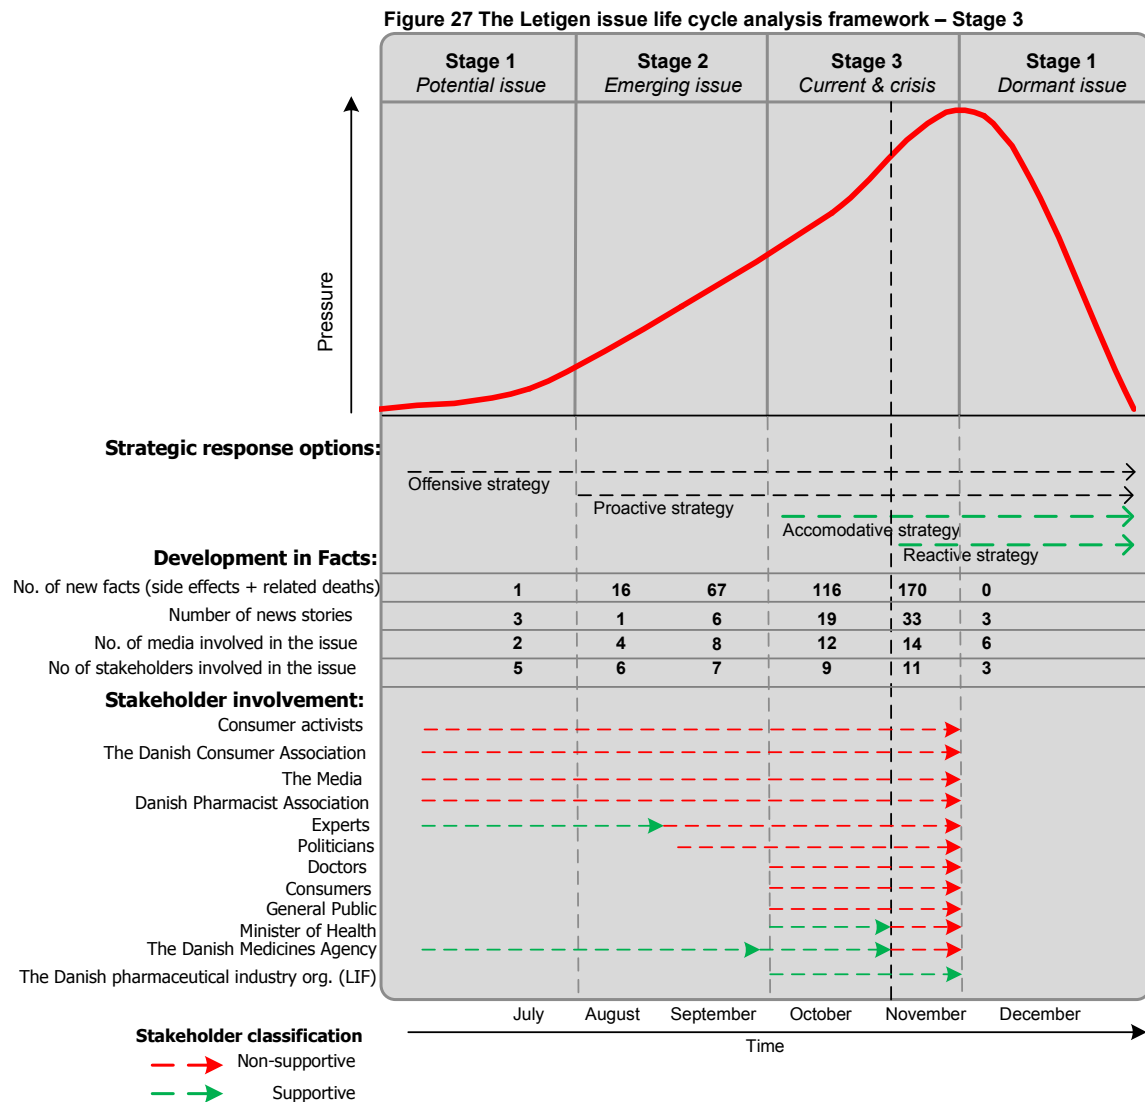 Figure 27 The Letigen issue life cycle analysis framework – Stage 3
Stage 1 Stage 2 Stage 3 Stage 1
Potential issue Emerging issue Current & crisis Dormant issue
Pressure
Strategic response options:
Offensive strategy
Proactive strategy
Accomodative strategy
Reactive strategy
Development in Facts:
No. of new facts (side effects + related deaths) 1 16 67 116 170 0
Number of news stories 3 1 6 19 33 3
No. of media involved in the issue 2 4 8 12 14 6
No of stakeholders involved in the issue 5 6 7 9 11 3
Stakeholder involvement:
Consumer activists
The Danish Consumer Association
The Media
Danish Pharmacist Association
Experts
Politicians
Doctors
Consumers
General Public
Minister of Health
The Danish Medicines Agency
The Danish pharmaceutical industry org. (LIF)
July August September October November December
Time
Stakeholder classification
Non-supportive
Supportive